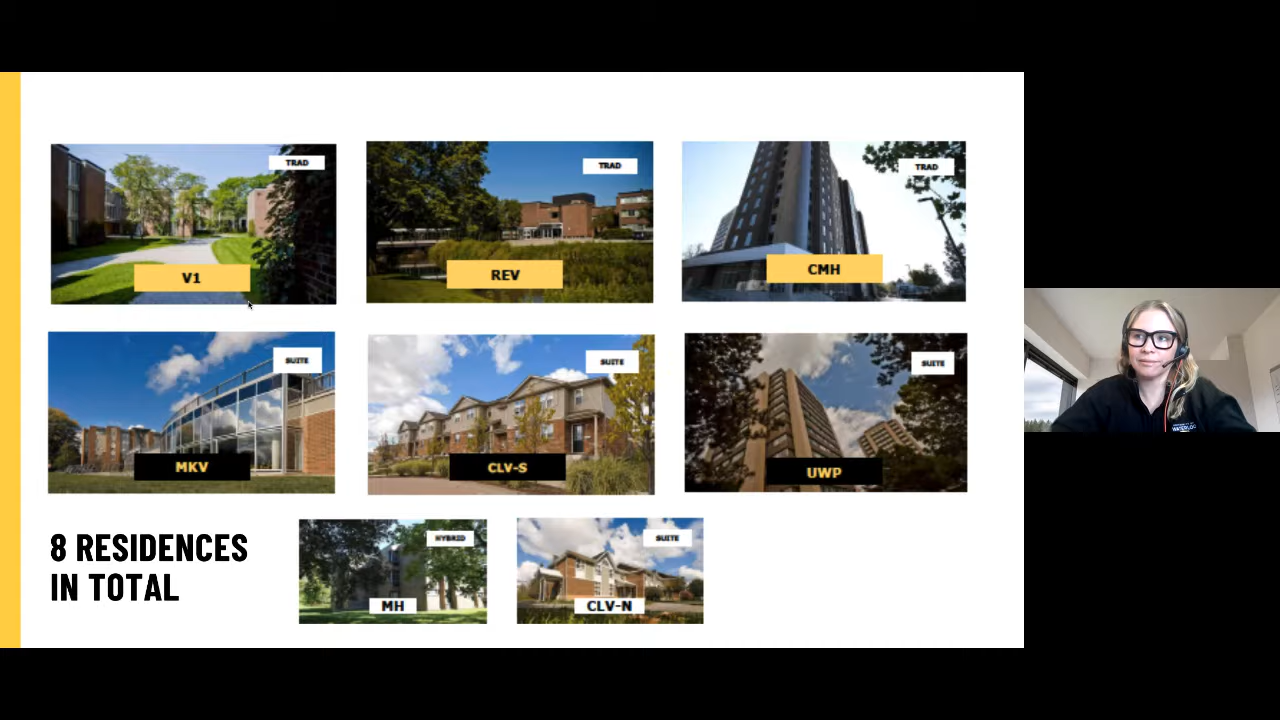 TRAD
V1
TRAD
REV
TRAD
CMH
SUITE
MKV
SUITE
CLV-S
SUITE
UWP
8 RESIDENCES
IN TOTAL
HYBRID
MH
SUITE
CLV-N
WATERLOO